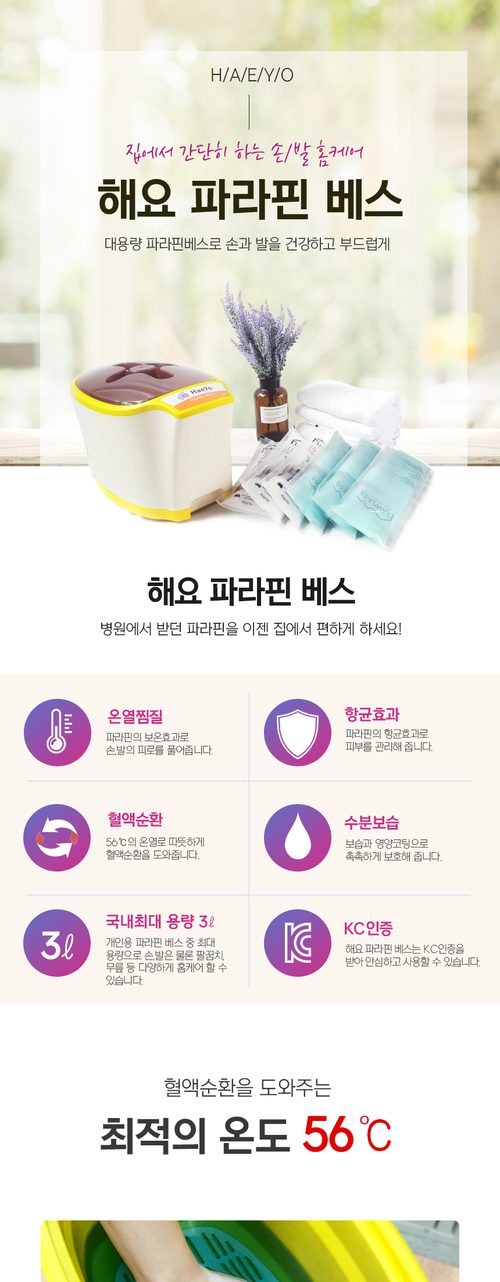 H/A/E/Y/O
집에서 간단히 하는 손/발 홈케어
해요 파라핀 베스
대용량 파라핀베스로 손과 발을 건강하고 부드럽게
HaeYo
해요 파라핀 베스
병원에서 받던 파라핀을 이젠 집에서 편하게 하세요!
온열찜질
파라핀의 보온효과로
손,발의 피로를 풀어줍니다.
항균효과
파라핀의 항균효과로
피부를 관리해 줍니다.
혈액순환
56℃의 온열로 따뜻하게
혈액순환을 도와줍니다.
수분보습
보습과 영양코팅으로
촉촉하게 보호해 줍니다.
3ℓ
국내최대 용량 3ℓ
개인용 파라핀 베스 중 최대
용량으로 손,발은 물론 팔꿈치,
무릎 등 다양하게 홈케어 할 수
있습니다.
KC인증
해요 파라핀 베스는 KC인증을
받아 안심하고 사용할 수 있습니다.
혈액순환을 도와주는
최적의 온도 56℃